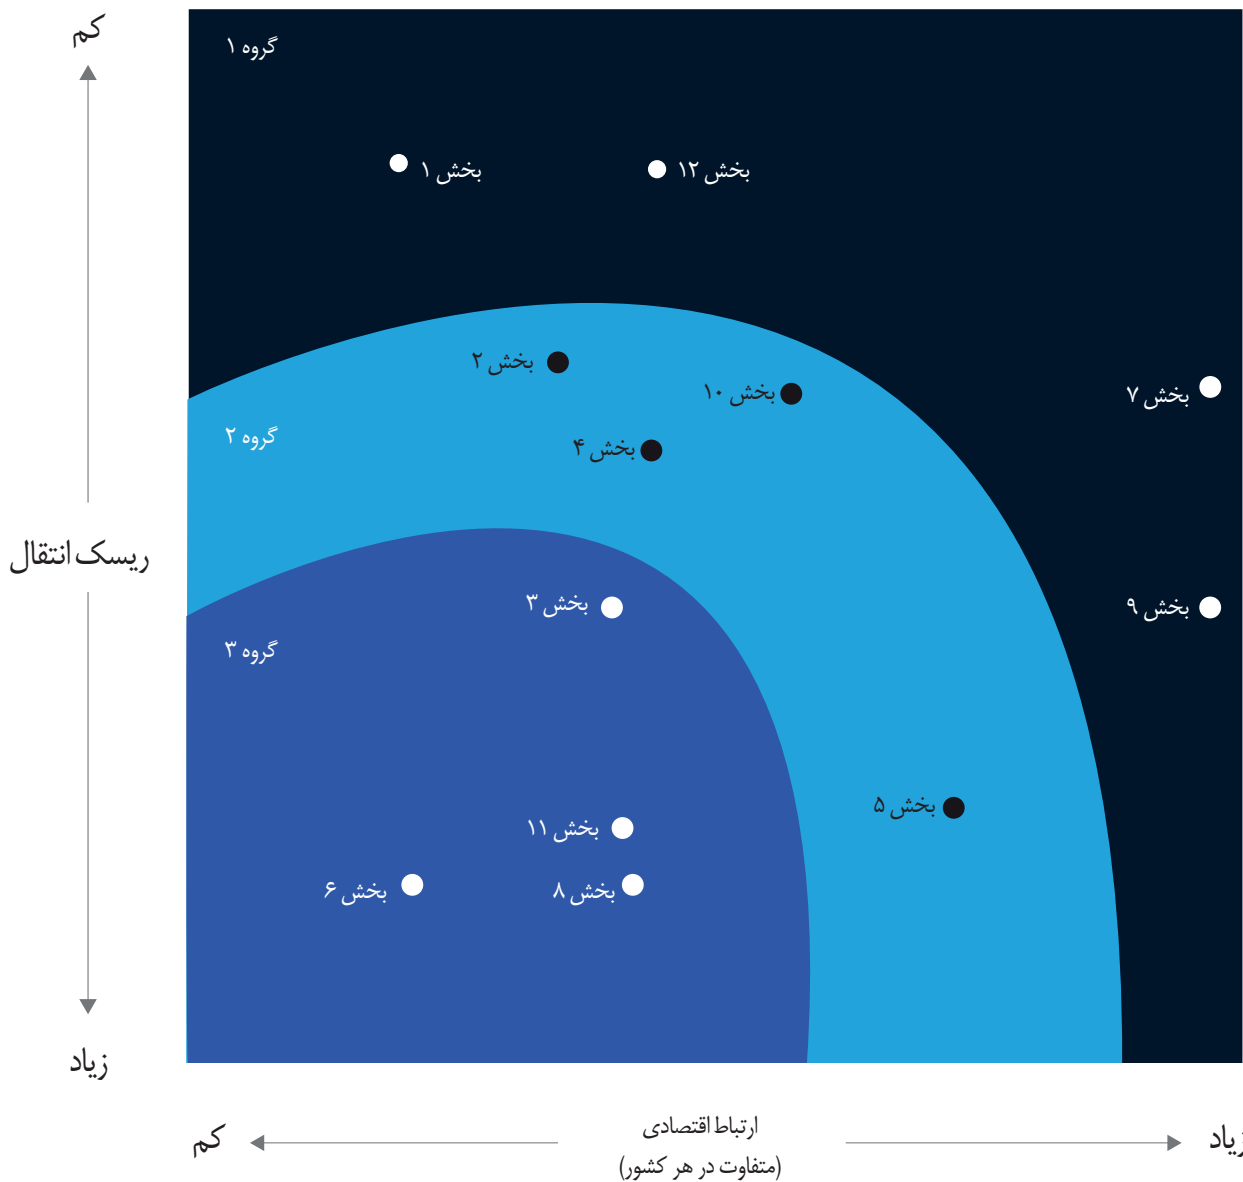 کم
گروه ۱
بخش ۱
بخش ۱۲
بخش ۲
بخش ۱۰
بخش ۷
گروه ۲
بخش ۴
ریسک انتقال
بخش ۳
بخش ۹
گروه ۳
بخش ۵
بخش ۱۱
بخش ۶
بخش ۸
زیاد
کم
ارتباط اقتصادی
(متفاوت در هر کشور)
زیاد